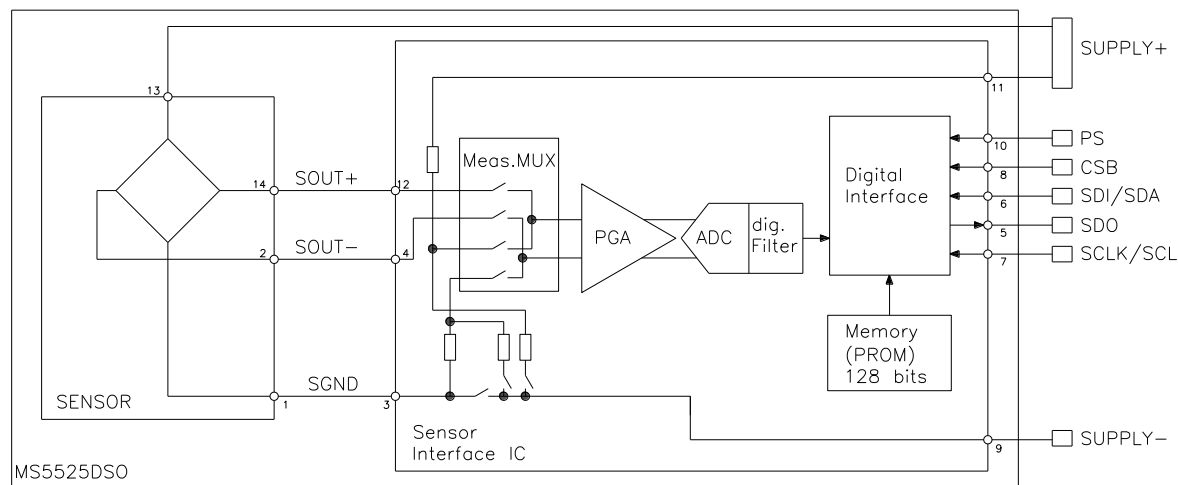 SUPPLY+
11
13
10
PS
Meas.MUX
8
CSB
Digital
Interface
14
SOUT+
12
6
SDI/SDA
PGA
ADC
dig.
Filter
5
SDO
2
SOUT-
4
7
SCLK/SCL
Memory
(PROM)
128 bits
SENSOR
1
SGND
3
Sensor
Interface IC
9
SUPPLY-
MS5525DSO